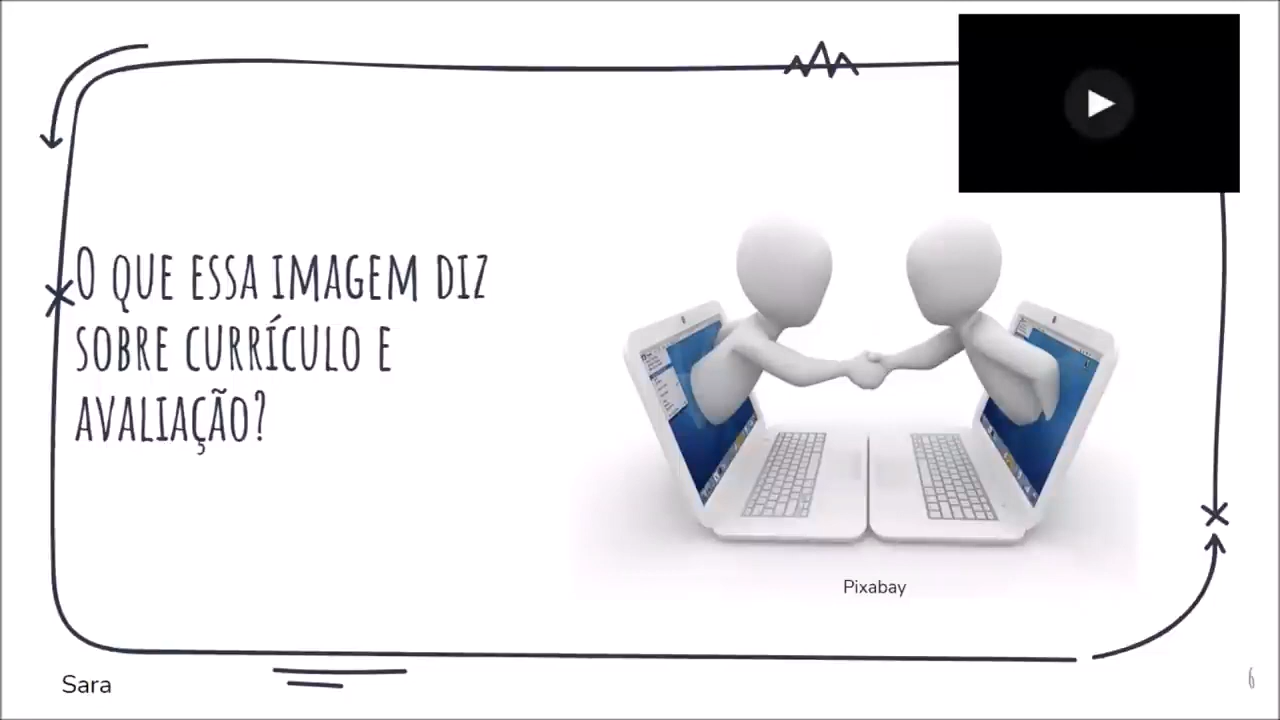 O QUE ESSA IMAGEM DIZ
SOBRE CURRÍCULO E
AVALIAÇÃO?
Pixabay
Sara
6